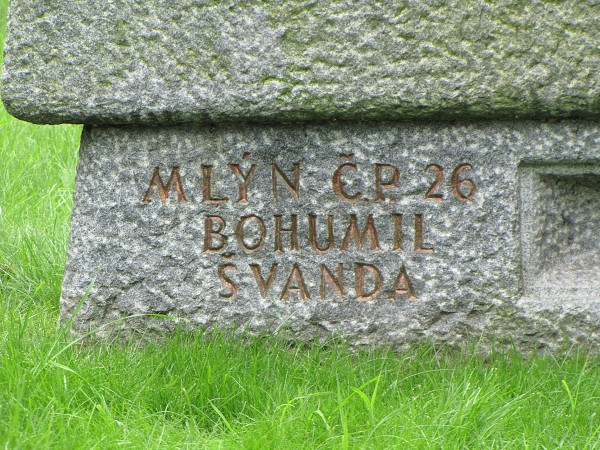 MLÝN ČP. 26
BOHUMIL
ŠVANDA